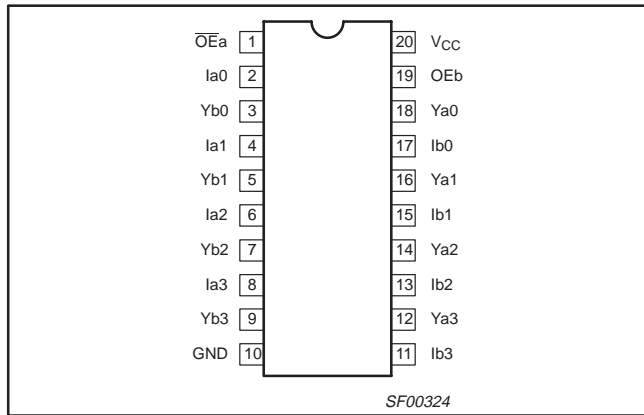 O̅E̅a 1 20 VCC
Ia0 2 19 OEb
Yb0 3 18 Ya0
Ia1 4 17 Ib0
Yb1 5 16 Ya1
Ia2 6 15 Ib1
Yb2 7 14 Ya2
Ia3 8 13 Ib2
Yb3 9 12 Ya3
GND 10 11 Ib3
SF00324